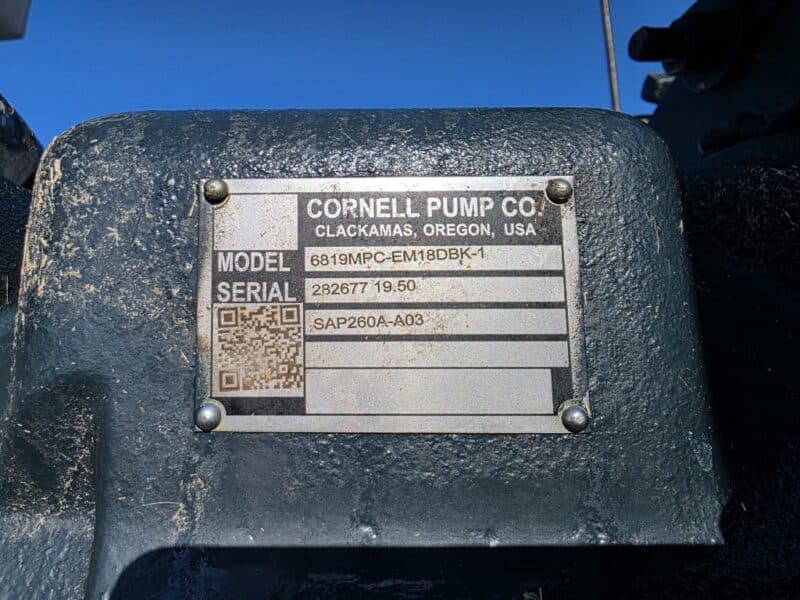 CORNELL PUMP CO.
CLACKAMAS, OREGON, USA
MODEL 6819MPC-EM18DBK-1
SERIAL 282677 19.50
SAP260A-A03